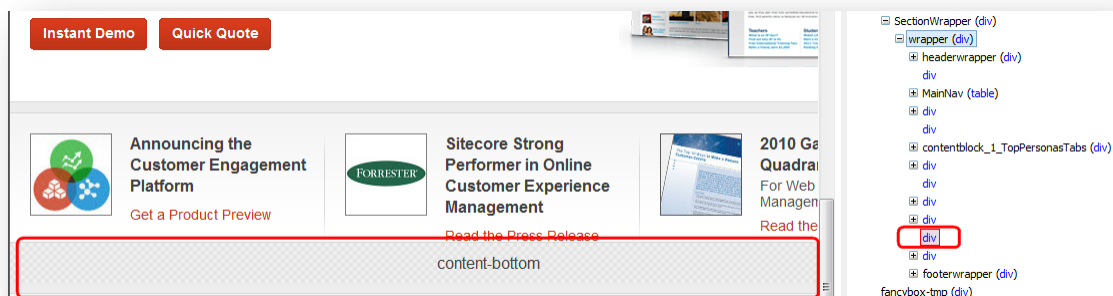 Instant Demo
Quick Quote
Teachers
Announcing the
Customer Engagement
Platform
Get a Product Preview
FORRESTER
Sitecore Strong
Performer in Online
Customer Experience
Management
Read the Press Release
2010 Ga
Quadra
For Web
Managem
Read the
content-bottom
SectionWrapper (div)
wrapper (div)
headerwrapper (div)
div
MainNav (table)
div
div
contentblock_1_TopPersonasTabs (div)
div
div
div
div
div
div
footerwrapper (div)
fancybox-tmp (div)